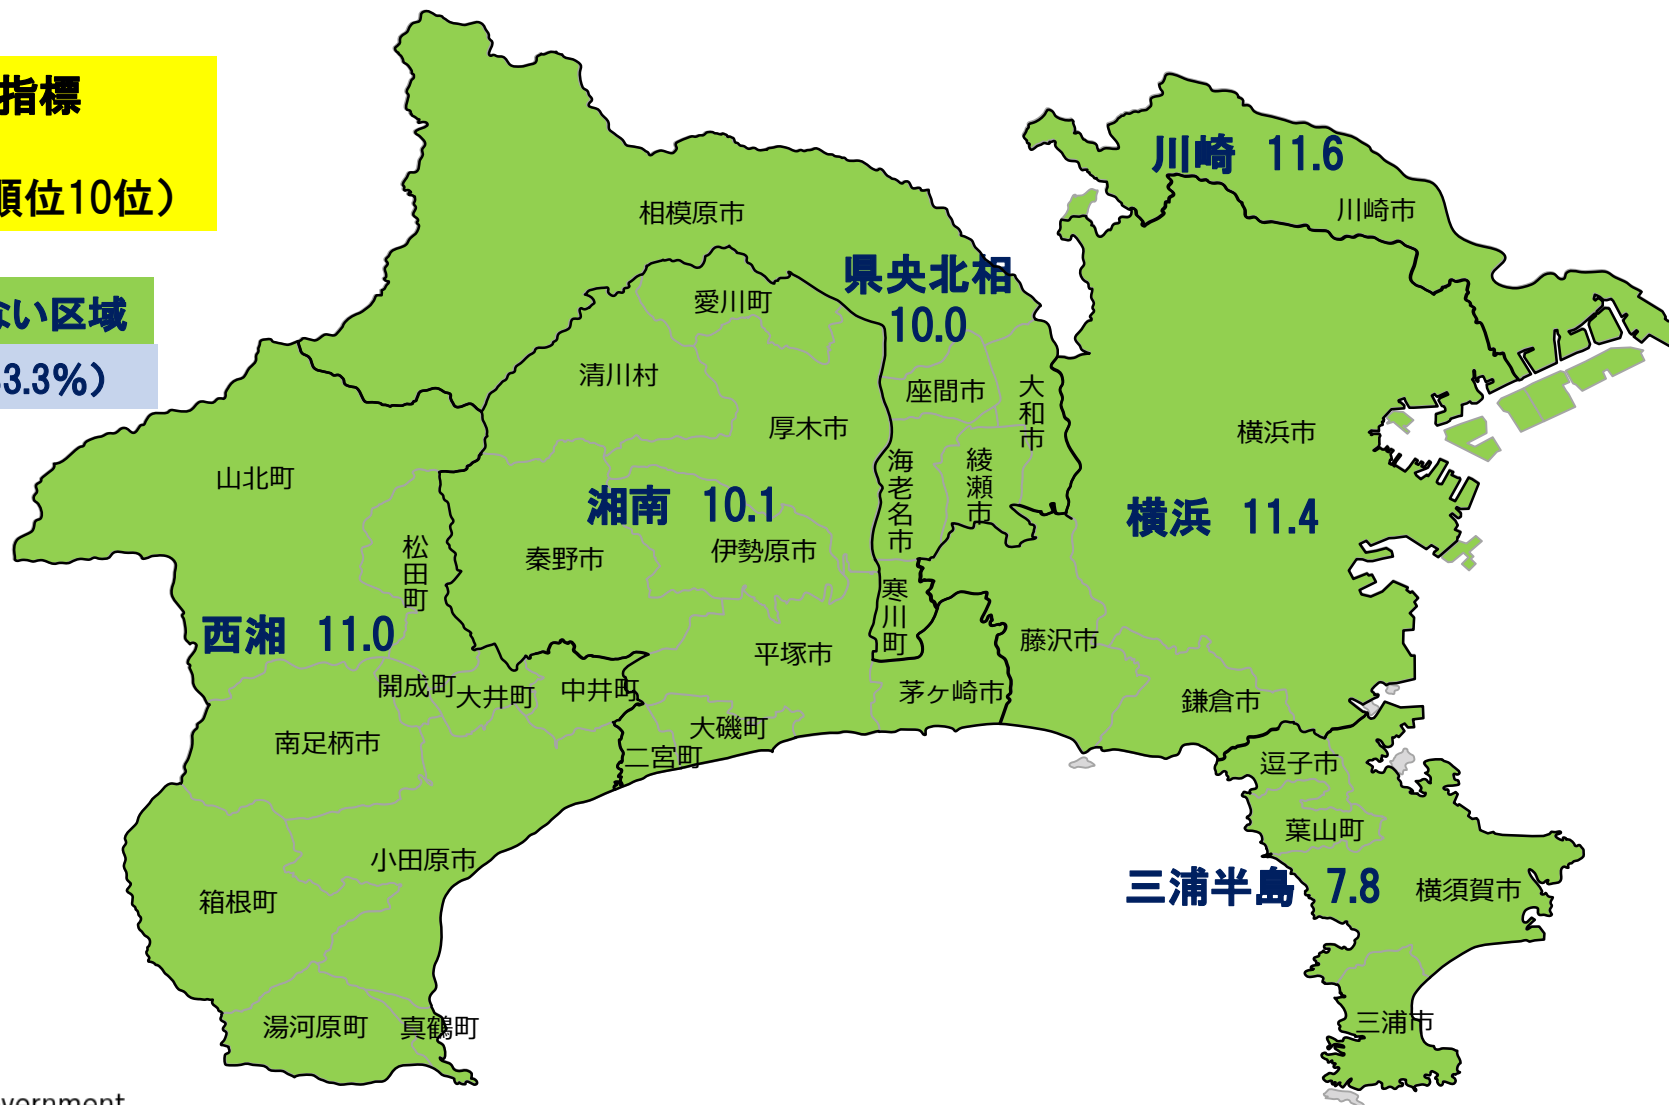 指標
順位10位）
ない区域
3.3%）
川崎 11.6
川崎市
相模原市
県央北相
10.0
愛川町
清川村
座間市
大和市
厚木市
横浜市
海老名市
綾瀬市
山北町
湘南 10.1
横浜 11.4
秦野市
伊勢原市
松田町
寒川町
西湘 11.0
平塚市
藤沢市
開成町
大井町
中井町
茅ヶ崎市
鎌倉市
南足柄市
大磯町
二宮町
逗子市
葉山町
小田原市
三浦半島 7.8
横須賀市
箱根町
湯河原町
真鶴町
三浦市
vernment